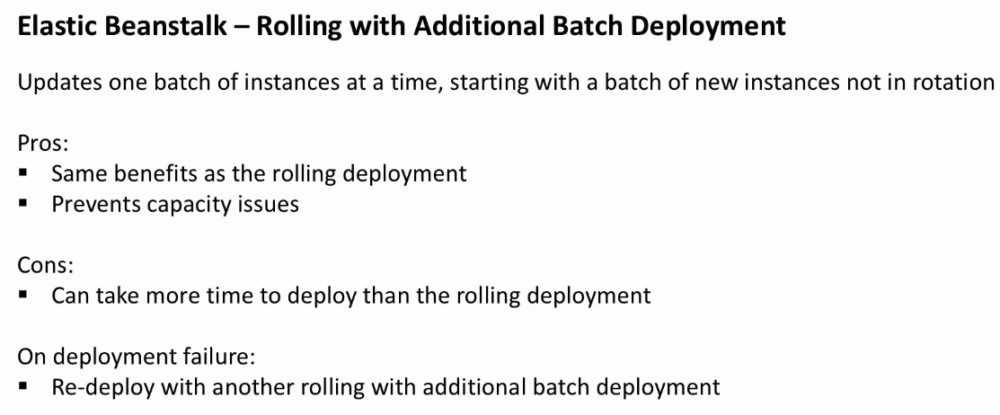 Elastic Beanstalk – Rolling with Additional Batch Deployment
Updates one batch of instances at a time, starting with a batch of new instances not in rotation
Pros:
▪ Same benefits as the rolling deployment
▪ Prevents capacity issues
Cons:
▪ Can take more time to deploy than the rolling deployment
On deployment failure:
▪ Re-deploy with another rolling with additional batch deployment